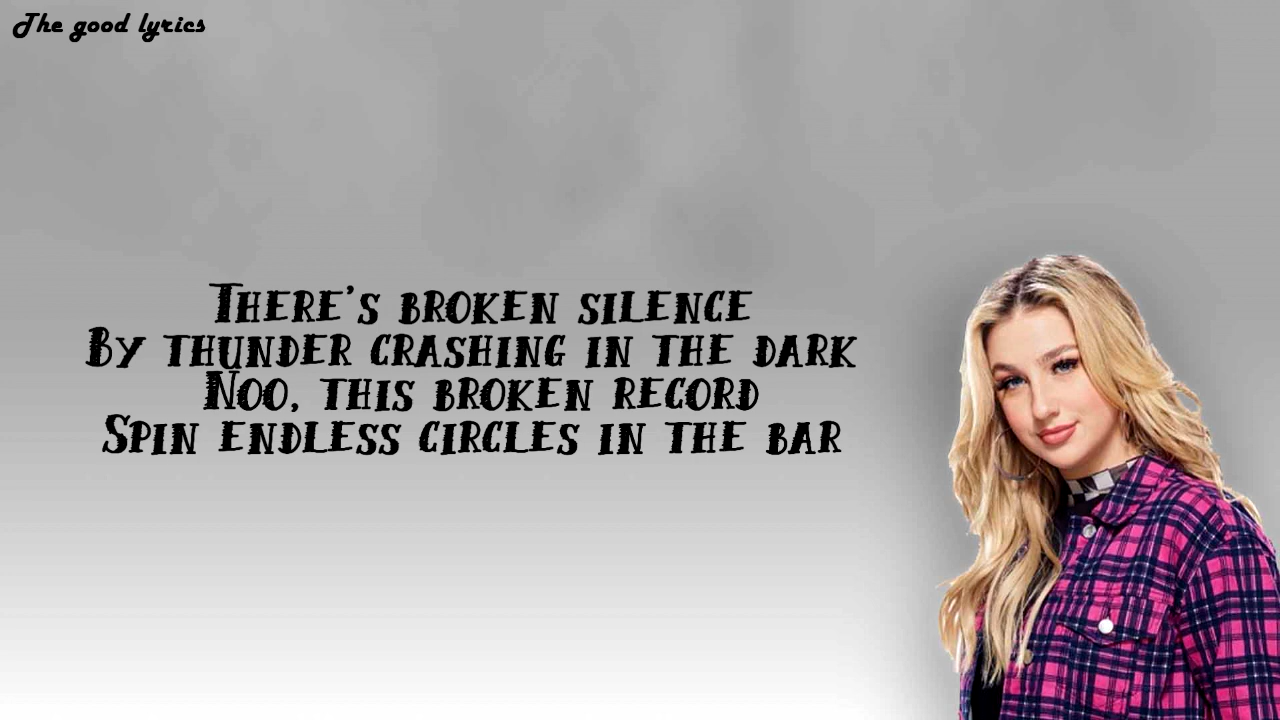 The good lyrics
There's broken silence
By thunder crashing in the dark
Noo, this broken record
Spin endless circles in the bar